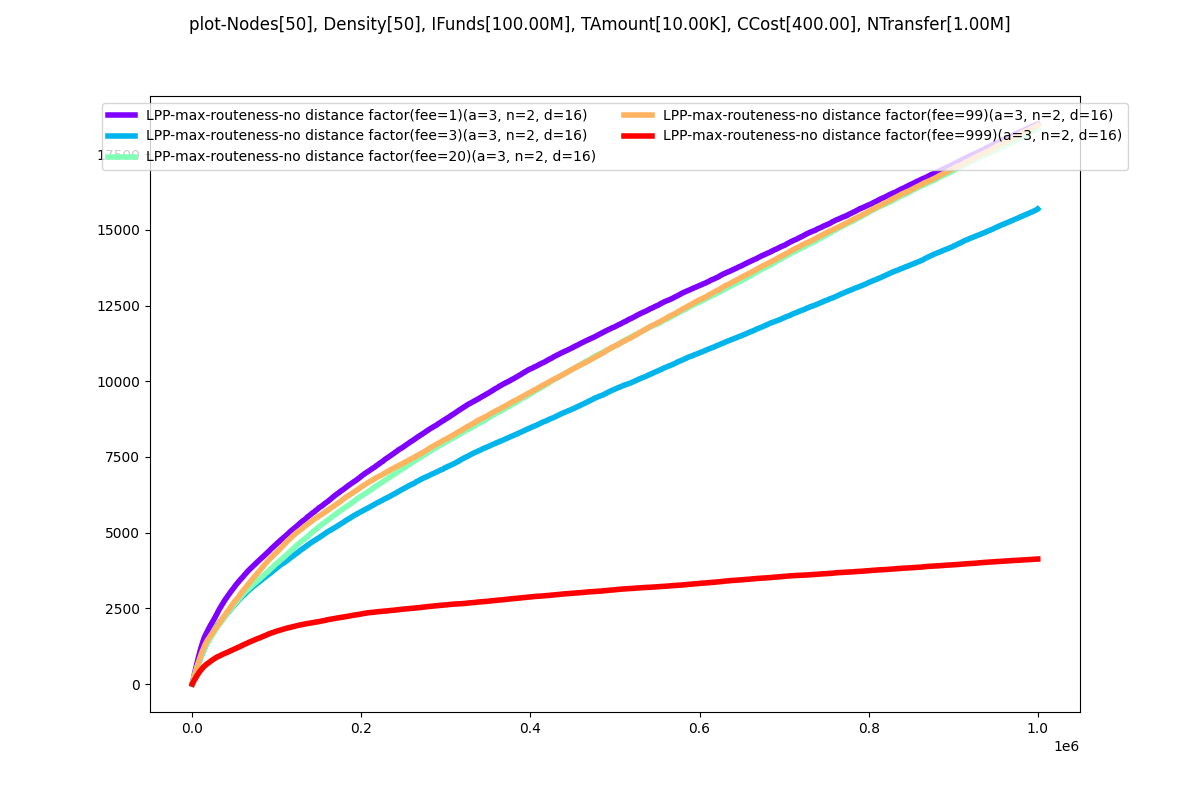 plot-Nodes[50], Density[50], IFunds[100.00M], TAmount[10.00K], CCost[400.00], NTransfer[1.00M]
LPP-max-routeness-no distance factor(fee=1)(a=3, n=2, d=16)
LPP-max-routeness-no distance factor(fee=3)(a=3, n=2, d=16)
LPP-max-routeness-no distance factor(fee=20)(a=3, n=2, d=16)
LPP-max-routeness-no distance factor(fee=99)(a=3, n=2, d=16)
LPP-max-routeness-no distance factor(fee=999)(a=3, n=2, d=16)
17500
15000
12500
10000
7500
5000
2500
0
0.0 0.2 0.4 0.6 0.8 1.0
1e6